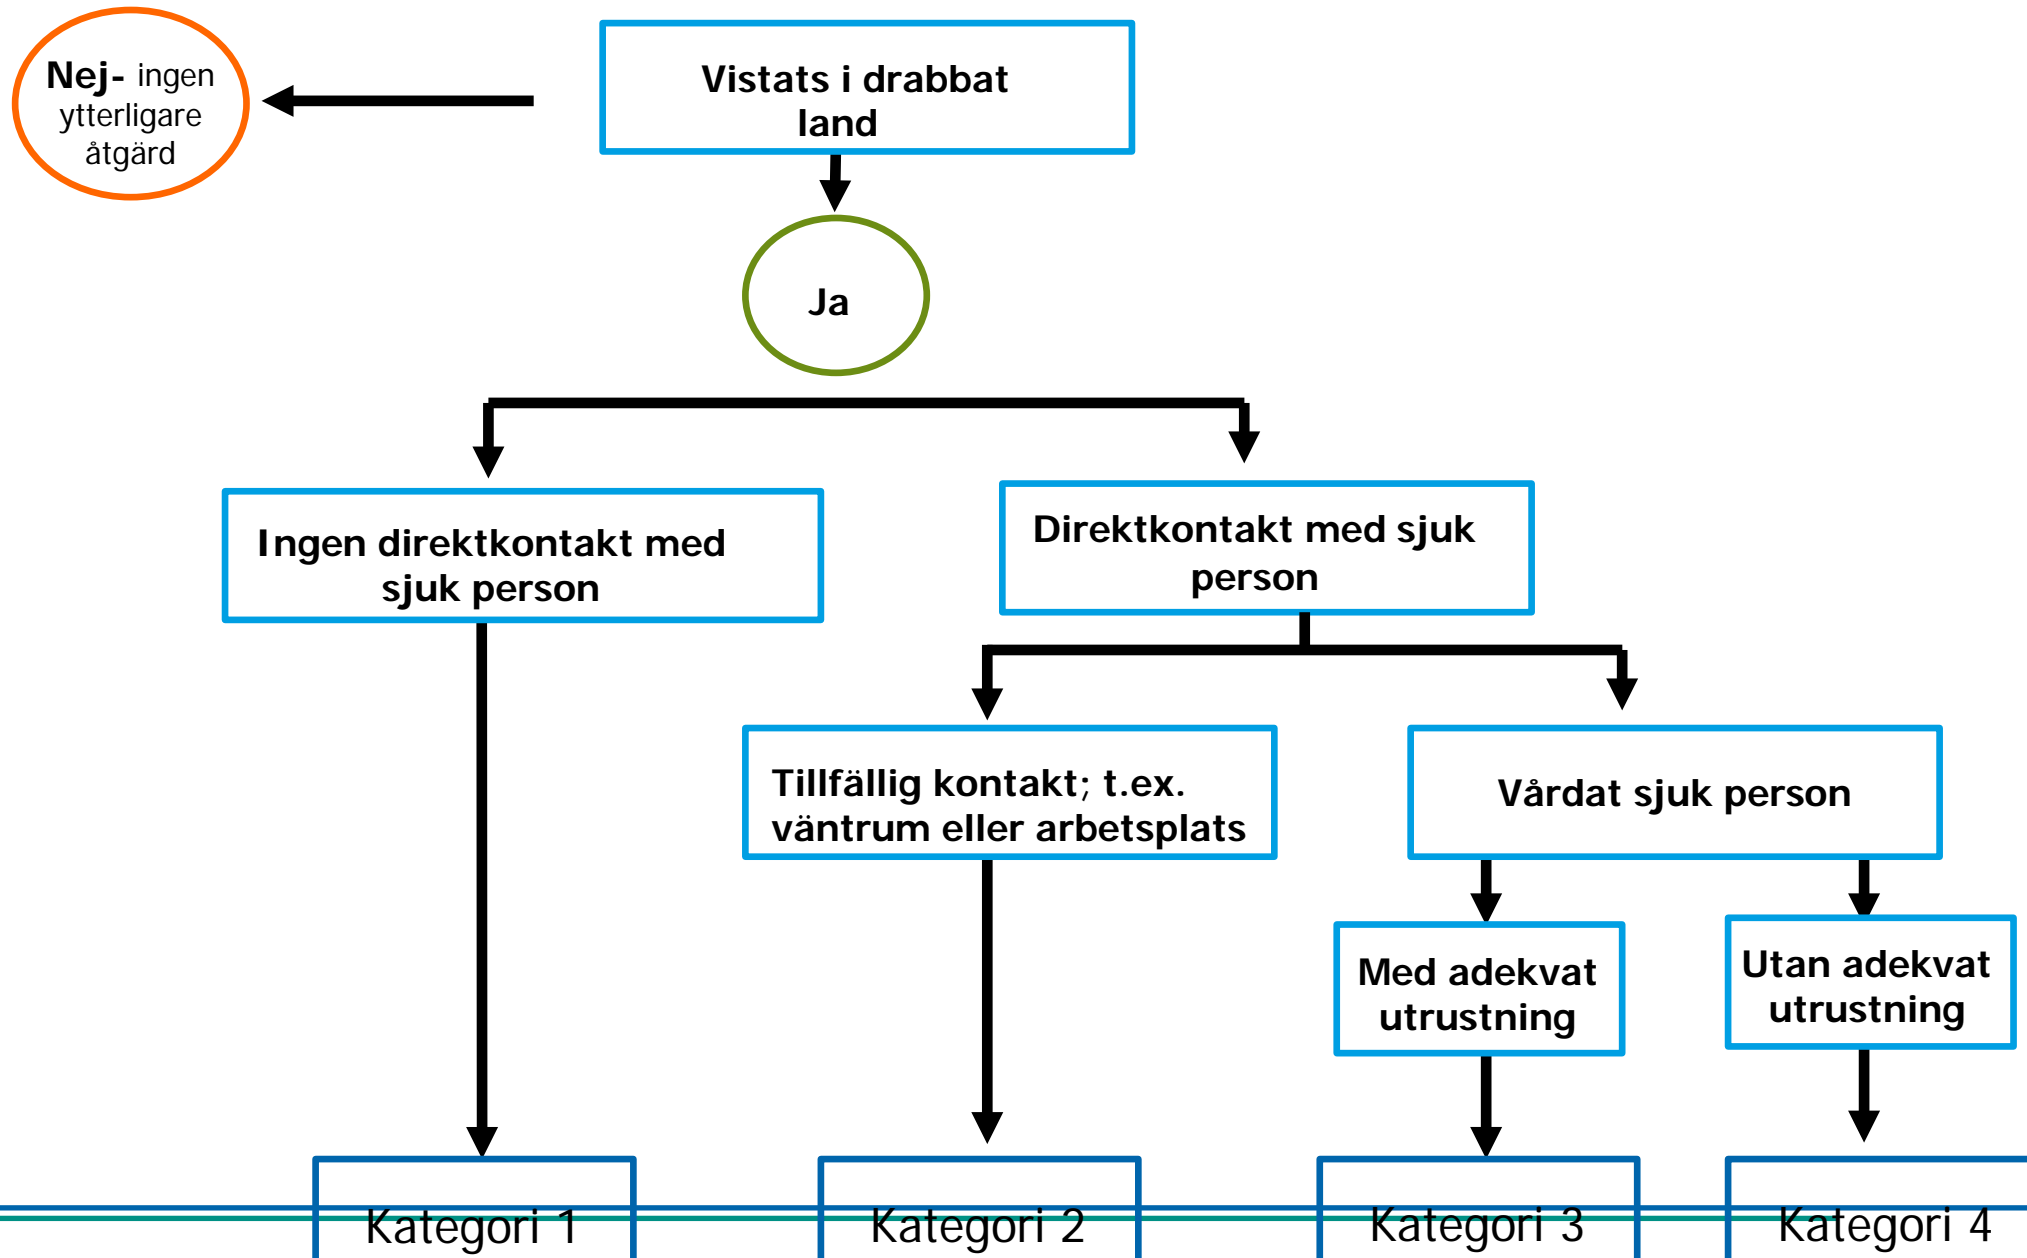 Nej- ingen
ytterligare
åtgärd
Vistats i drabbat
land
Ja
Ingen direktkontakt med
sjuk person
Direktkontakt med sjuk
person
Tillfällig kontakt; t.ex.
väntrum eller arbetsplats
Vårdat sjuk person
Med adekvat
utrustning
Utan adekvat
utrustning
Kategori 1
Kategori 2
Kategori 3
Kategori 4